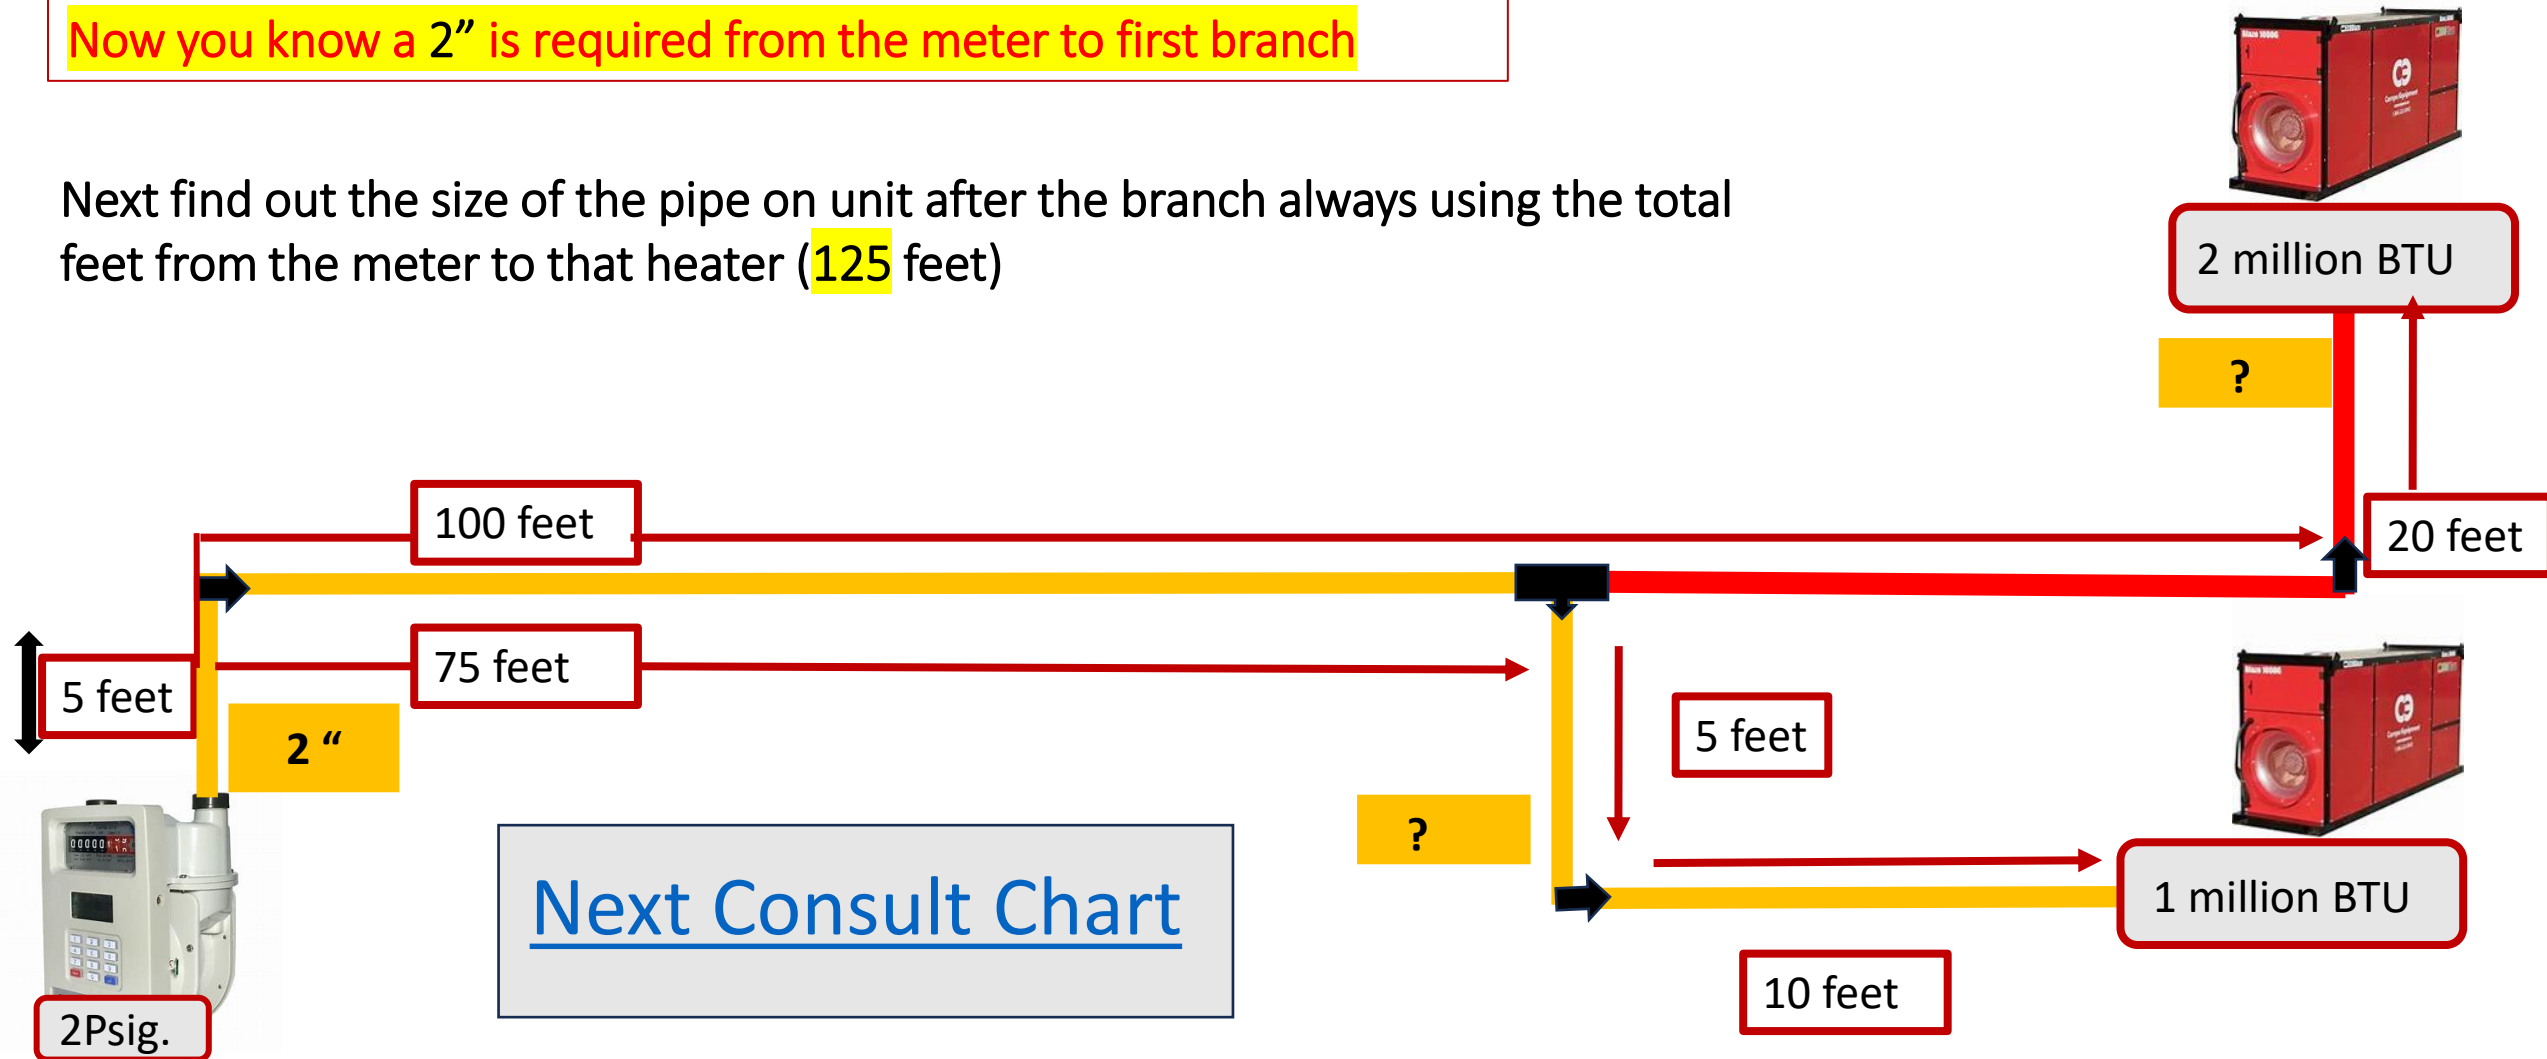 Now you know a 2” is required from the meter to first branch
Next find out the size of the pipe on unit after the branch always using the total
feet from the meter to that heater (125 feet)
2 million BTU
?
100 feet
20 feet
75 feet
5 feet
5 feet
2 “
?
Next Consult Chart
1 million BTU
10 feet
2Psig.